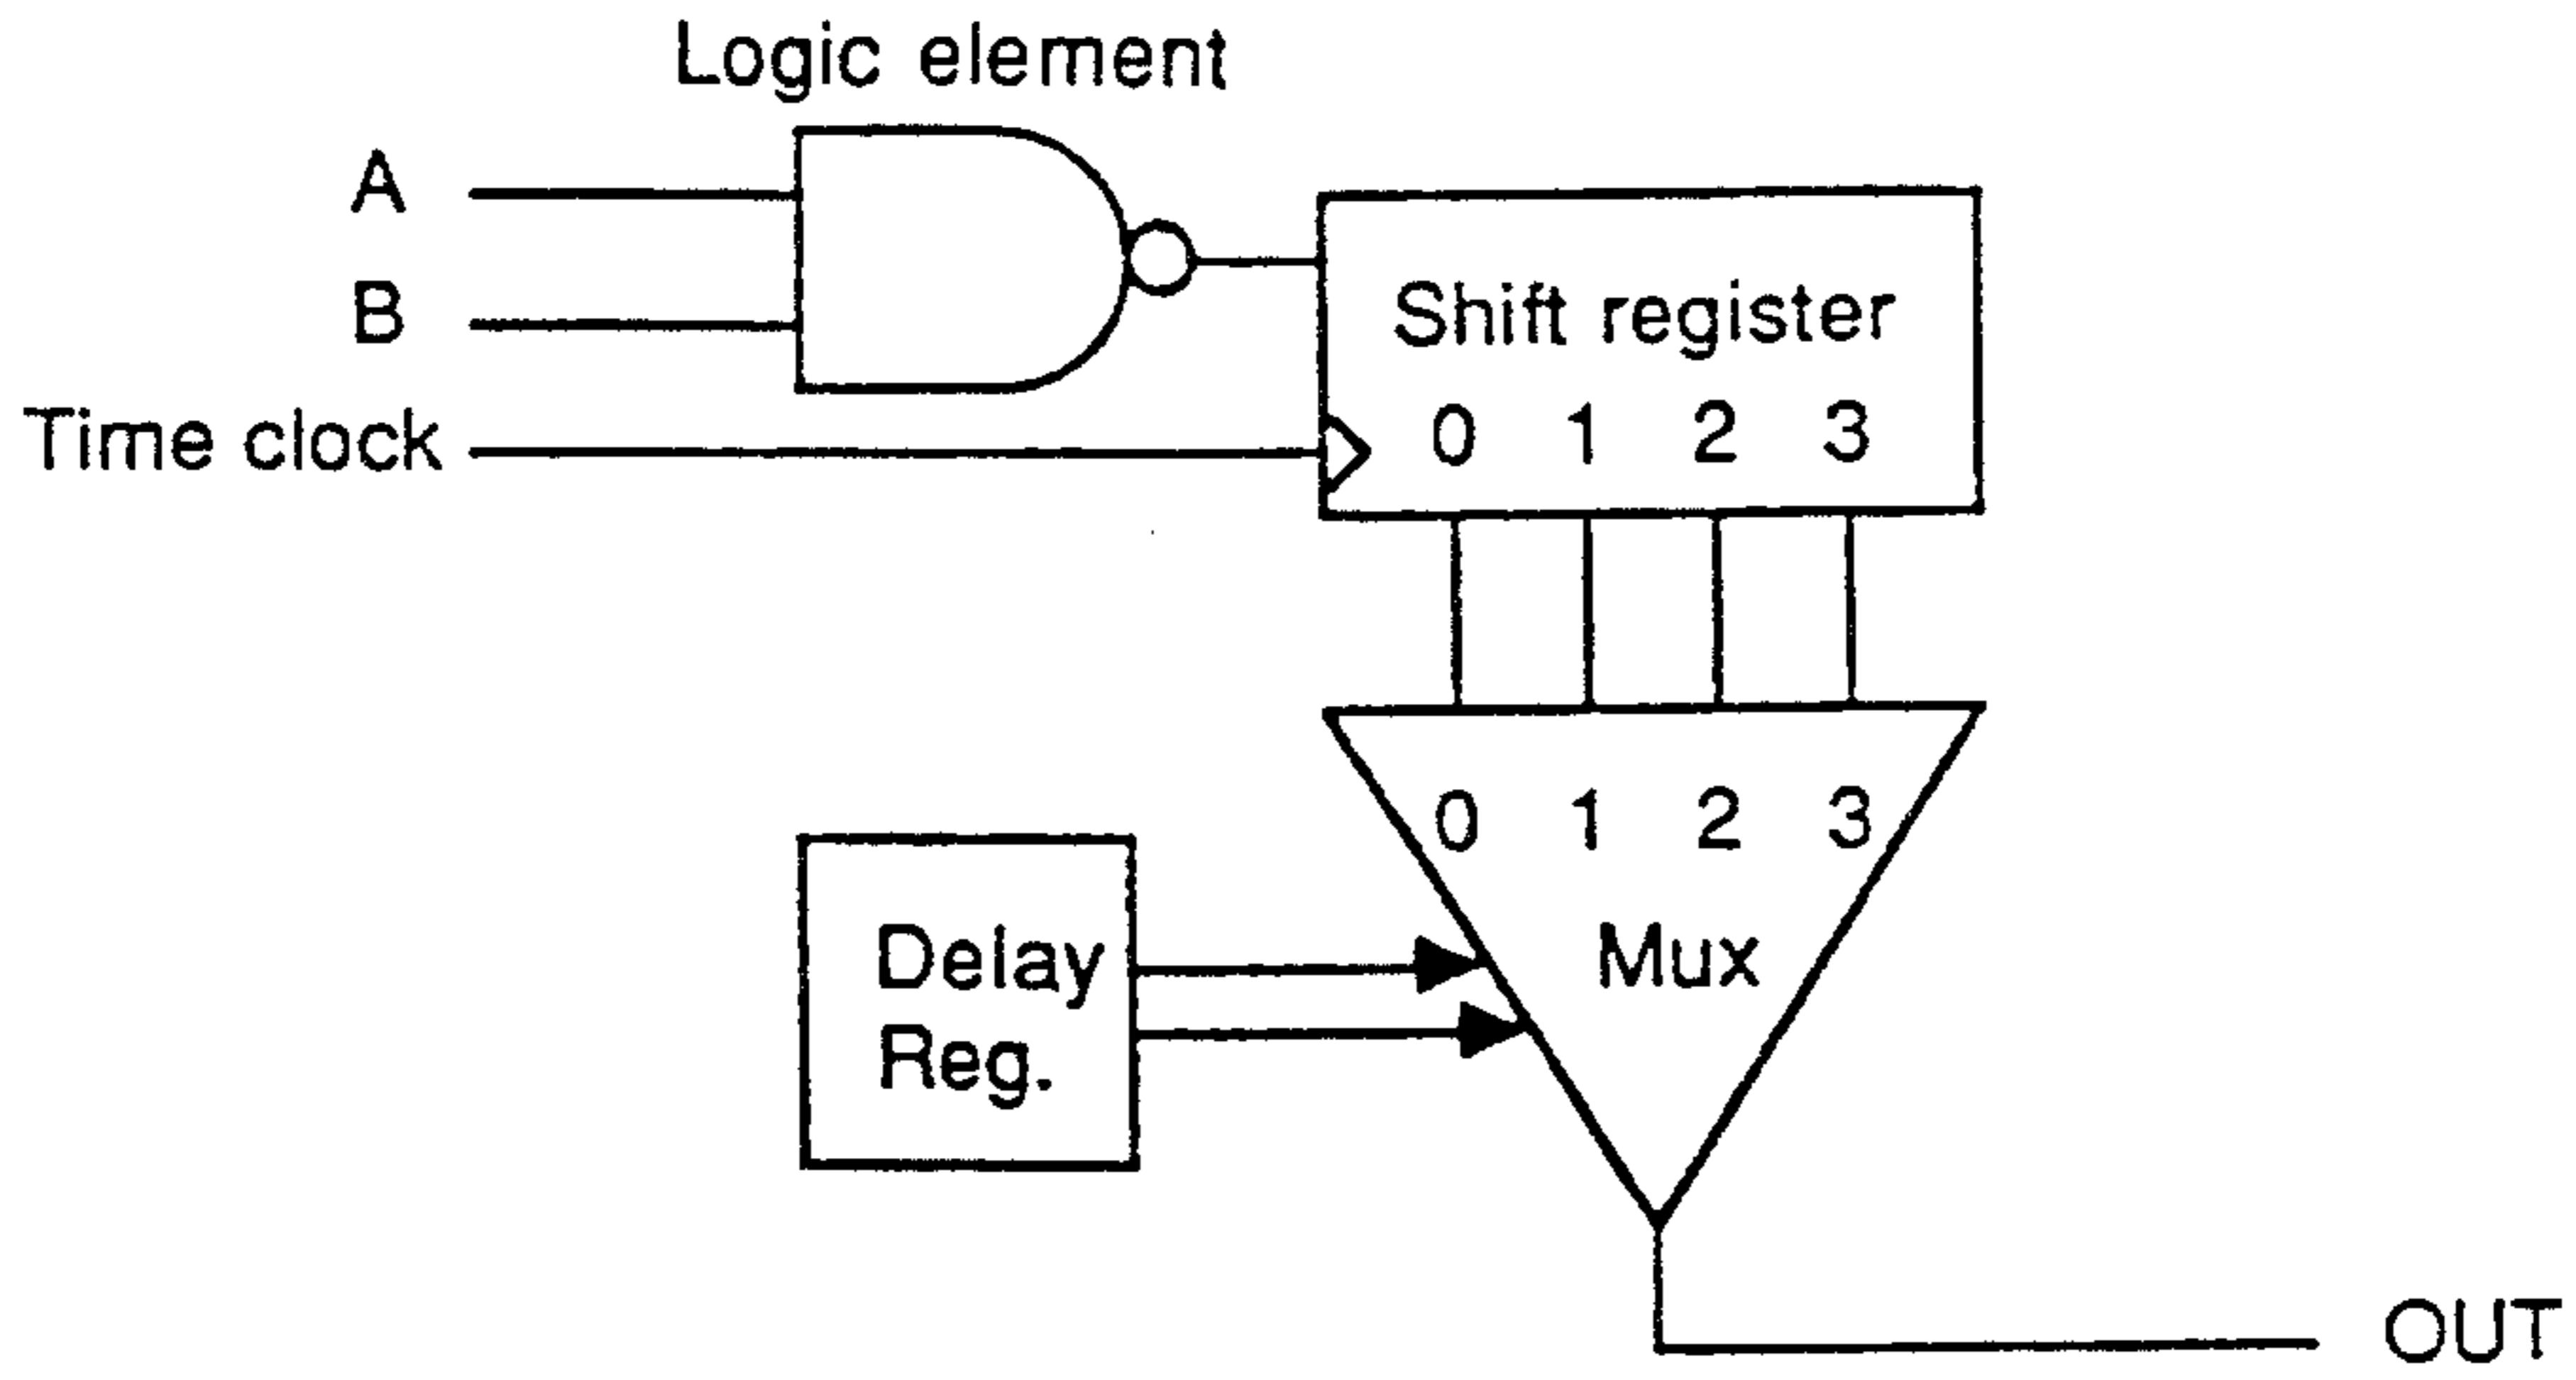 Logic element
A
B
Time clock
Shift register
0 1 2 3
0 1 2 3
Mux
Delay
Reg.
OUT